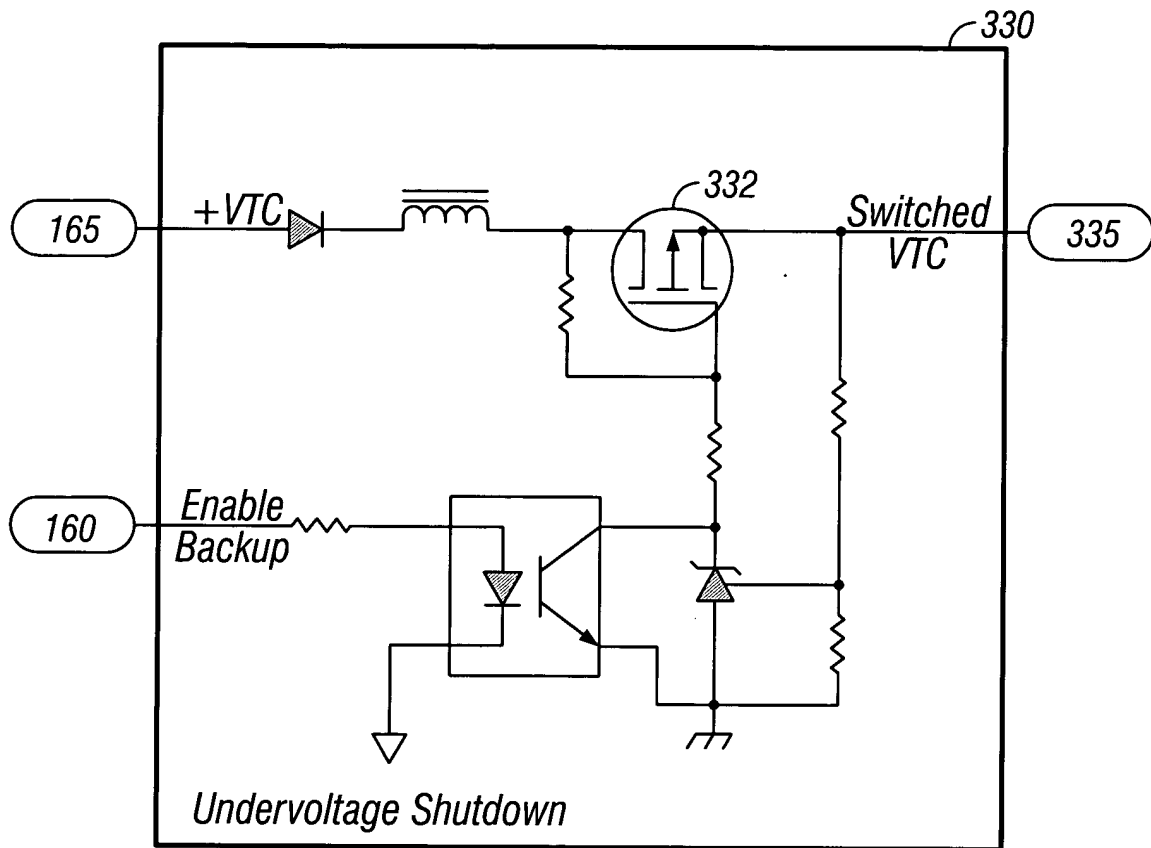 330
332
165
+VTC
Switched
VTC
335
160
Enable
Backup
Undervoltage Shutdown